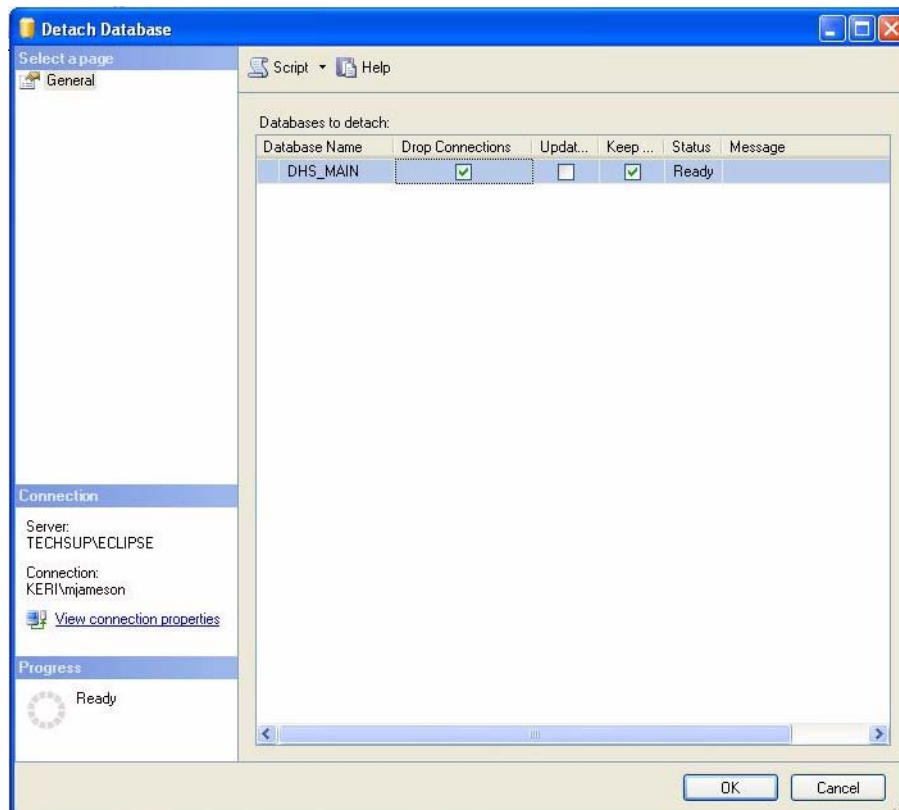 Detach Database
Select a page
General
Script Help
Databases to detach:
Database Name Drop Connections Updat... Keep ... Status Message
DHS_MAIN Ready
Connection
Server:
TECHSUP\ECLIPSE
Connection:
KERI\mjameson
View connection properties
Progress
Ready
OK Cancel